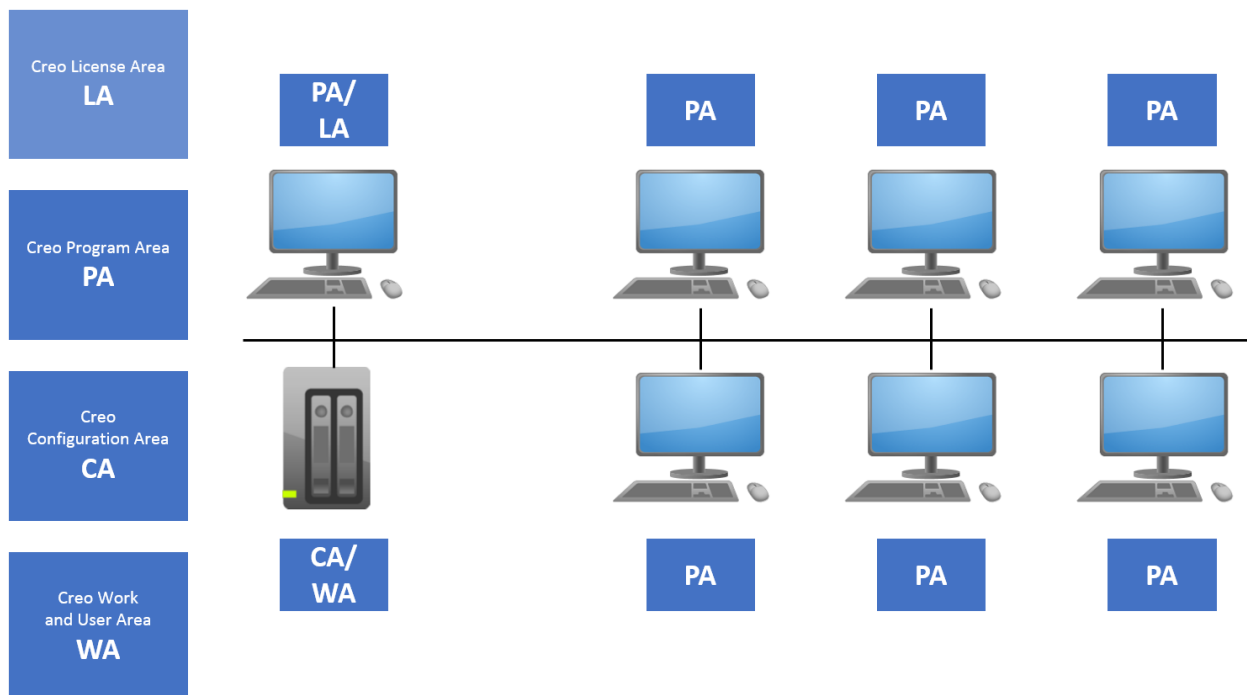 Creo License Area
LA
Creo Program Area
PA
Creo
Configuration Area
CA
Creo Work
and User Area
WA
PA/
LA
PA
PA
PA
CA/
WA
PA
PA
PA